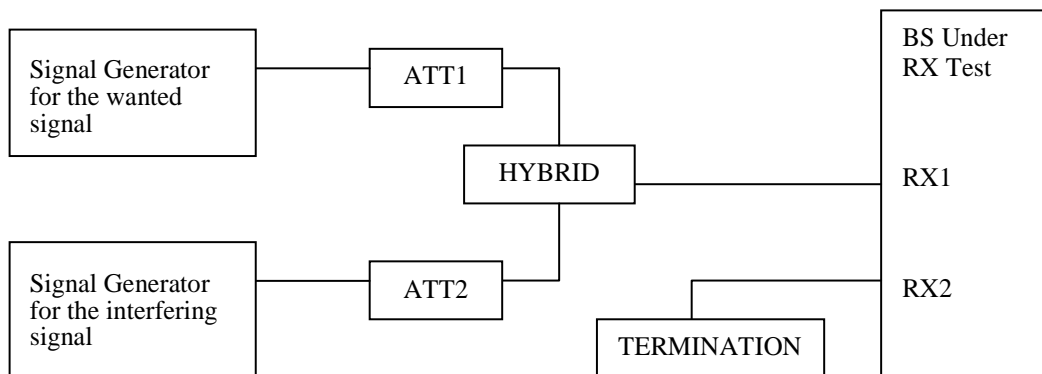 Signal Generator
for the wanted
signal
ATT1
BS Under
RX Test
HYBRID
RX1
Signal Generator
for the interfering
signal
ATT2
RX2
TERMINATION